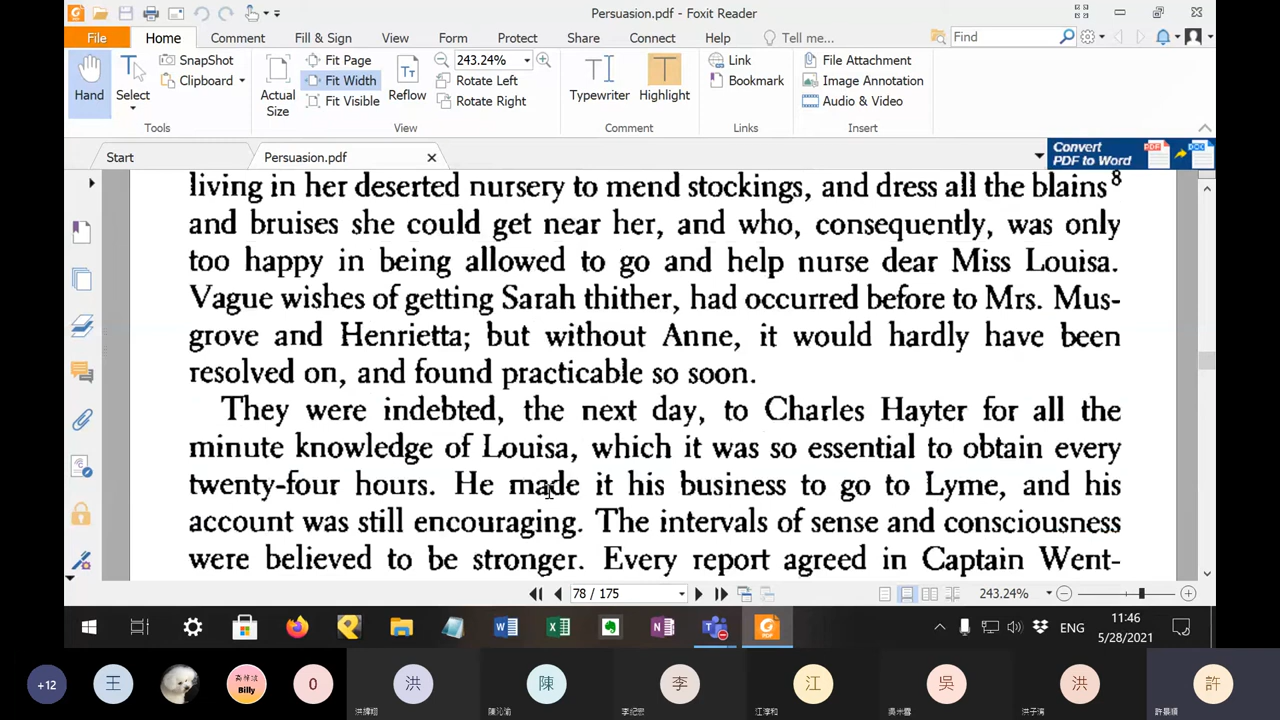 Persuasion.pdf - Foxit Reader
File Home Comment Fill & Sign View Form Protect Share Connect Help Tell me... Find
Hand Select SnapShot Clipboard Actual Size Fit Page Fit Width Fit Visible Reflow 243.24% Rotate Left Rotate Right Typewriter Highlight Link Bookmark File Attachment Image Annotation Audio & Video
Tools View Comment Links Insert
Start Persuasion.pdf Convert PDF to Word PDF DOC
living in her deserted nursery to mend stockings, and dress all the blains8
and bruises she could get near her, and who, consequently, was only
too happy in being allowed to go and help nurse dear Miss Louisa.
Vague wishes of getting Sarah thither, had occurred before to Mrs. Mus-
grove and Henrietta; but without Anne, it would hardly have been
resolved on, and found practicable so soon.
They were indebted, the next day, to Charles Hayter for all the
minute knowledge of Louisa, which it was so essential to obtain every
twenty-four hours. He made it his business to go to Lyme, and his
account was still encouraging. The intervals of sense and consciousness
were believed to be stronger. Every report agreed in Captain Went-
78 / 175 243.24%
ENG 11:46
5/28/2021
+12 王 Billy 0 洪 陳 李 江 吳 洪 許
江淳和